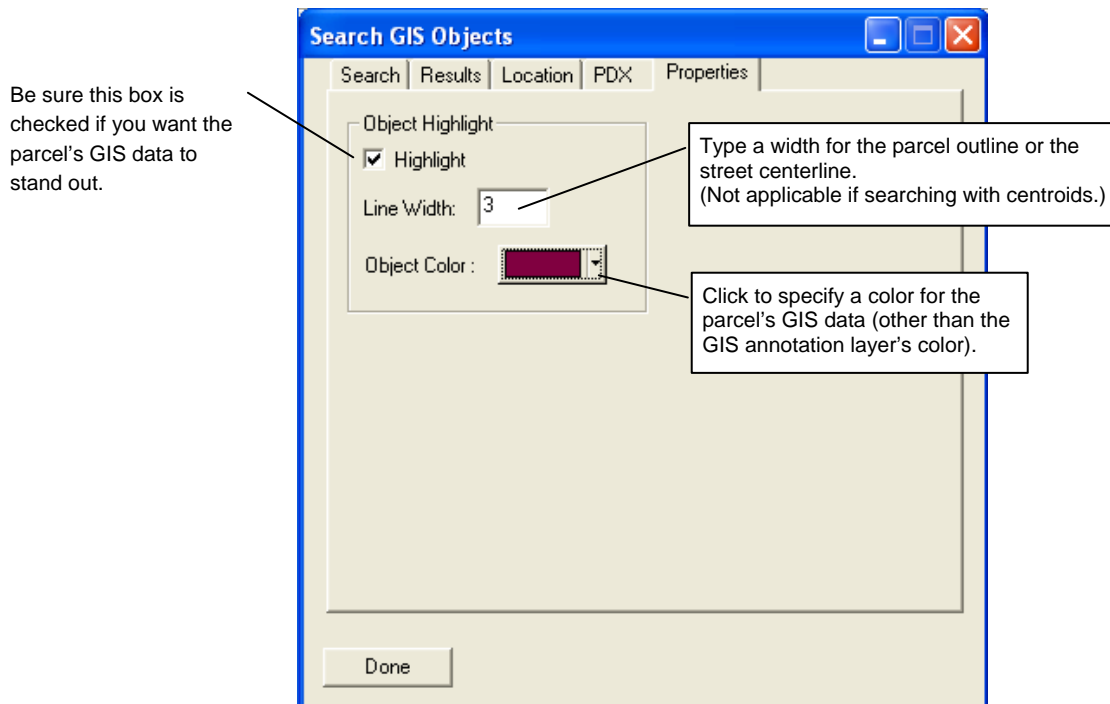 Search GIS Objects
Search Results Location PDX Properties
Be sure this box is
checked if you want the
parcel's GIS data to
stand out.
Object Highlight
Highlight
Line Width: 3
Object Color :
Type a width for the parcel outline or the
street centerline.
(Not applicable if searching with centroids.)
Click to specify a color for the
parcel's GIS data (other than the
GIS annotation layer's color).
Done